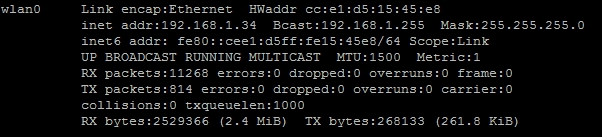 wlan0 Link encap:Ethernet HWaddr cc:e1:d5:15:45:e8
inet addr:192.168.1.34 Bcast:192.168.1.255 Mask:255.255.255.0
inet6 addr: fe80::cee1:d5ff:fe15:45e8/64 Scope:Link
UP BROADCAST RUNNING MULTICAST MTU:1500 Metric:1
RX packets:11268 errors:0 dropped:0 overruns:0 frame:0
TX packets:814 errors:0 dropped:0 overruns:0 carrier:0
collisions:0 txqueuelen:1000
RX bytes:2529366 (2.4 MiB) TX bytes:268133 (261.8 KiB)